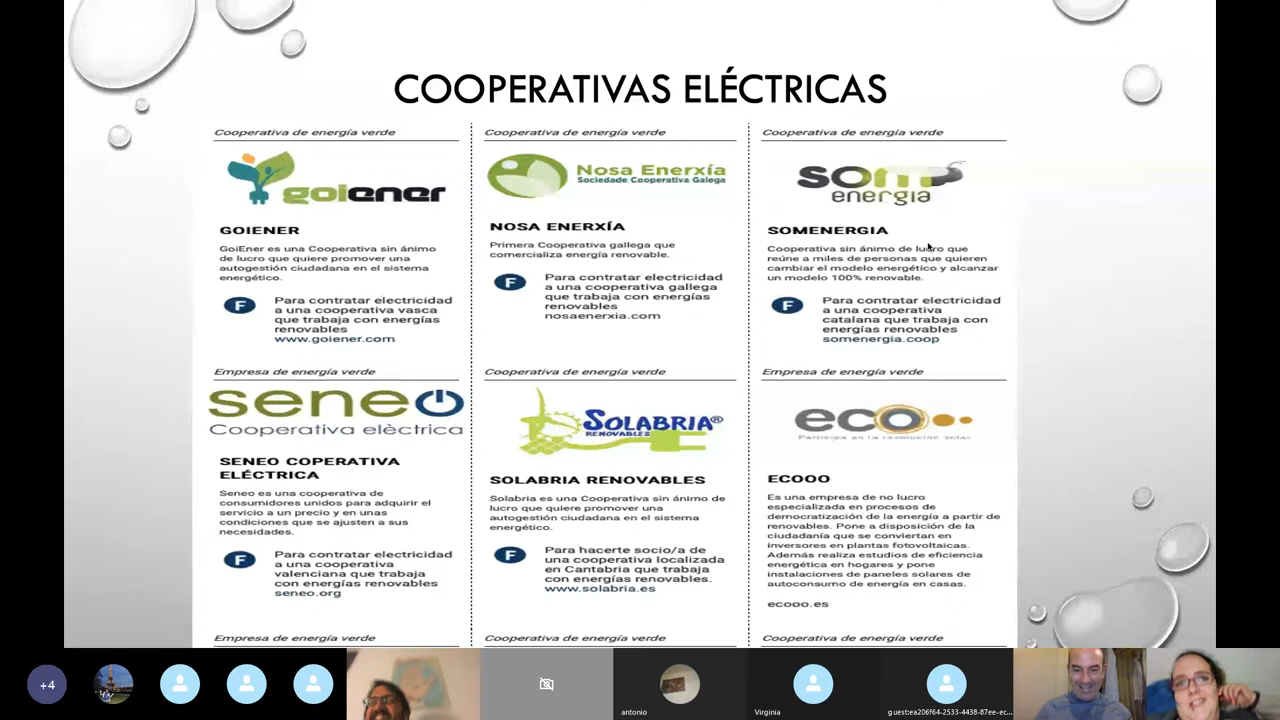 COOPERATIVAS ELÉCTRICAS
Cooperativa de energía verde
goiener
GOIENER
GoiEner es una Cooperativa sin ánimo
de lucro que quiere promover una
autogestión ciudadana en el sistema
energético.
F
Para contratar electricidad
a una cooperativa vasca
que trabaja con energías
renovables
www.goiener.com
Cooperativa de energía verde
Nosa Enerxía
Sociedade Cooperativa Galega
NOSA ENERXÍA
Primera Cooperativa gallega que
comercializa energía renovable.
F
Para contratar electricidad
a una cooperativa gallega
que trabaja con energías
renovables
nosaenerxia.com
Cooperativa de energía verde
som
energia
SOMENERGIA
Cooperativa sin ánimo de lucro que
reúne a miles de personas que quieren
cambiar el modelo energético y alcanzar
un modelo 100% renovable.
F
Para contratar electricidad
a una cooperativa
catalana que trabaja con
energías renovables
somenergia.coop
Empresa de energía verde
seneo
Cooperativa elèctrica
SENEO COPERATIVA
ELÉCTRICA
Seneo es una cooperativa de
consumidores unidos para adquirir el
servicio a un precio y en unas
condiciones que se ajusten a sus
necesidades.
F
Para contratar electricidad
a una cooperativa
valenciana que trabaja
con energías renovables
seneo.org
Cooperativa de energía verde
SOLABRIA®
RENOVABLES
SOLABRIA RENOVABLES
Solabria es una Cooperativa sin ánimo de
lucro que quiere promover una
autogestión ciudadana en el sistema
energético.
F
Para hacerte socio/a de
una cooperativa localizada
en Cantabria que trabaja
con energías renovables.
www.solabria.es
Empresa de energía verde
eco
Participa en la revolución solar
ECOOO
Es una empresa de no lucro
especializada en procesos de
democratización de la energía a partir de
renovables. Pone a disposición de la
ciudadanía que se conviertan en
inversores en plantas fotovoltaicas.
Además realiza estudios de eficiencia
energética en hogares y pone
instalaciones de paneles solares de
autoconsumo de energía en casas.
ecooo.es
Empresa de energía verde
Cooperativa de energía verde
Cooperativa de energía verde
+4
antonio
Virginia
guest:ea206f64-2533-4438-87ee-ec...